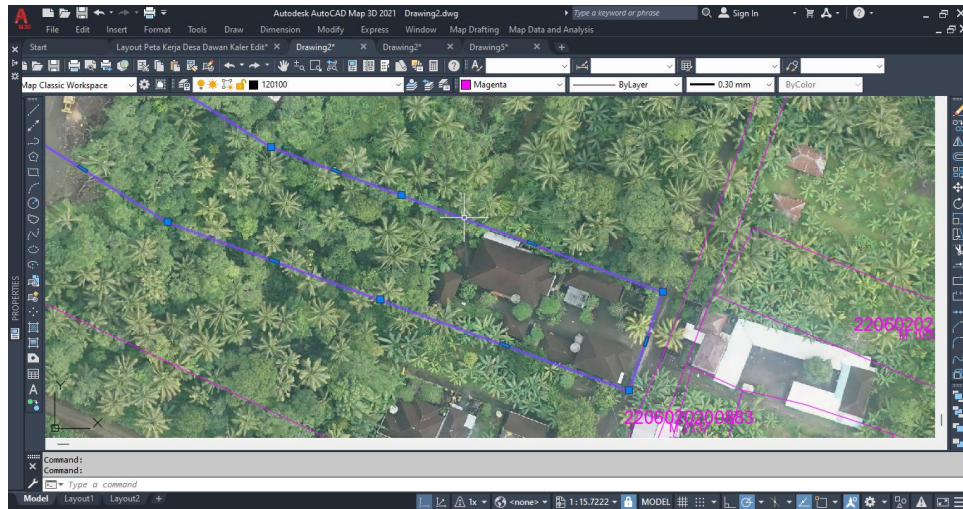 A
M3D
Autodesk AutoCAD Map 3D 2021 Drawing2.dwg
Type a keyword or phrase
Sign In
File Edit Insert Format Tools Draw Dimension Modify Express Window Map Drafting Map Data and Analysis
Start Layout Peta Kerja Desa Dawan Kaler Edit* Drawing2* Drawing2* Drawing5*
Map Classic Workspace 120100 Magenta ByLayer 0.30 mm ByColor
PROPERTIES
A
22060202
2206020200883
Y
X
Command:
Command:
Type a command
Model Layout1 Layout2 +
1x <none> 1:15.7222 MODEL